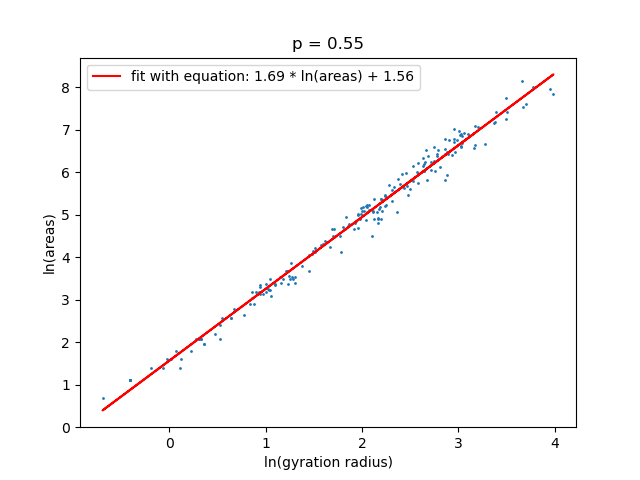 p = 0.55
fit with equation: 1.69 * ln(areas) + 1.56
8
7
6
5
4
3
2
1
0
ln(areas)
0 1 2 3 4
ln(gyration radius)